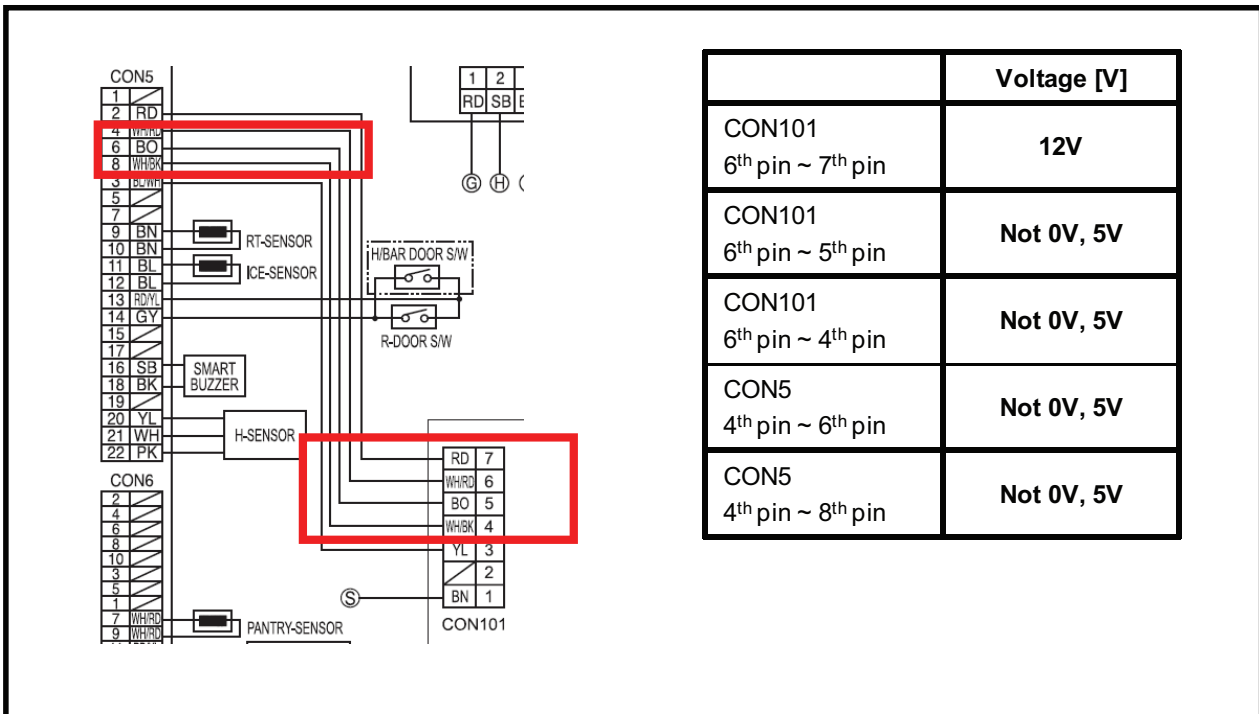 CON5
1
2 RD
4 WH/RD
6 BO
8 WH/BK
3 BL/WH
5
7
9 BN
10 BN
11 BL
12 BL
13 RD/YL
14 GY
15
17
16 SB
18 BK
19
20 YL
21 WH
22 PK
RT-SENSOR
ICE-SENSOR
SMART
BUZZER
H-SENSOR
CON6
2
4
6
8
10
3
5
1
7 WH/RD
9 WH/RD
PANTRY-SENSOR
1 2
RD SB
G H
H/BAR DOOR S/W
R-DOOR S/W
RD 7
WH/RD 6
BO 5
WH/BK 4
YL 3
2
BN 1
S
CON101
Voltage [V]
CON101
6th pin ~ 7th pin
12V
CON101
6th pin ~ 5th pin
Not 0V, 5V
CON101
6th pin ~ 4th pin
Not 0V, 5V
CON5
4th pin ~ 6th pin
Not 0V, 5V
CON5
4th pin ~ 8th pin
Not 0V, 5V